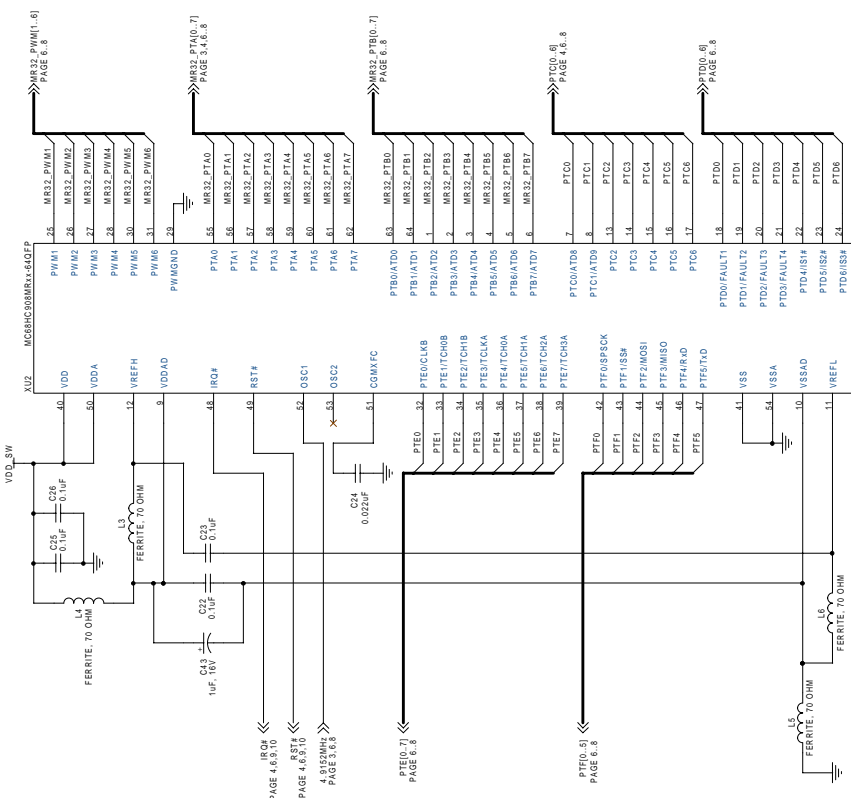 MR32_PWM[1..6]
PAGE 6..8
MR32_PTA[0..7]
PAGE 3,4,6..8
MR32_PTB[0..7]
PAGE 6..8
PTC[0..6]
PAGE 4,6..8
PTD[0..6]
PAGE 6..8
MR32_PWM1
MR32_PWM2
MR32_PWM3
MR32_PWM4
MR32_PWM5
MR32_PWM6
MR32_PTA0
MR32_PTA1
MR32_PTA2
MR32_PTA3
MR32_PTA4
MR32_PTA5
MR32_PTA6
MR32_PTA7
MR32_PTB0
MR32_PTB1
MR32_PTB2
MR32_PTB3
MR32_PTB4
MR32_PTB5
MR32_PTB6
MR32_PTB7
PTC0
PTC1
PTC2
PTC3
PTC4
PTC5
PTC6
PTD0
PTD1
PTD2
PTD3
PTD4
PTD5
PTD6
25
26
27
28
30
31
29
55
56
57
58
59
60
61
62
63
64
1
2
3
4
5
6
7
8
13
14
15
16
17
18
19
20
21
22
23
24
XU2
MC68HC908MRxx-64QFP
PWM1
PWM2
PWM3
PWM4
PWM5
PWM6
PWMGND
PTA0
PTA1
PTA2
PTA3
PTA4
PTA5
PTA6
PTA7
PTB0/ATD0
PTB1/ATD1
PTB2/ATD2
PTB3/ATD3
PTB4/ATD4
PTB5/ATD5
PTB6/ATD6
PTB7/ATD7
PTC0/ATD8
PTC1/ATD9
PTC2
PTC3
PTC4
PTC5
PTC6
PTD0/FAULT1
PTD1/FAULT2
PTD2/FAULT3
PTD3/FAULT4
PTD4/IS1#
PTD5/IS2#
PTD6/IS3#
VDD
VDDA
VREFH
VDDAD
IRQ#
RST#
OSC1
OSC2
CGMXFC
PTE0/CLKB
PTE1/TCH0B
PTE2/TCH1B
PTE3/TCLKA
PTE4/TCH0A
PTE5/TCH1A
PTE6/TCH2A
PTE7/TCH3A
PTF0/SPSCK
PTF1/SS#
PTF2/MOSI
PTF3/MISO
PTF4/RxD
PTF5/TxD
VSS
VSSA
VSSAD
VREFL
40
50
12
9
48
49
52
53
51
32
33
34
35
36
37
38
39
42
43
44
45
46
47
41
54
10
11
PTE0
PTE1
PTE2
PTE3
PTE4
PTE5
PTE6
PTE7
PTF0
PTF1
PTF2
PTF3
PTF4
PTF5
VDD_SW
C26
0.1uF
C25
0.1uF
L3
FERRITE, 70 OHM
L4
FERRITE, 70 OHM
C23
0.1uF
C22
0.1uF
C43
1uF, 16V
C24
0.022uF
L6
FERRITE, 70 OHM
L5
FERRITE, 70 OHM
IRQ#
PAGE 4,6,9,10
RST#
PAGE 4,6,9,10
4.9152MHz
PAGE 3,6,8
PTE[0..7]
PAGE 6..8
PTF[0..5]
PAGE 6..8